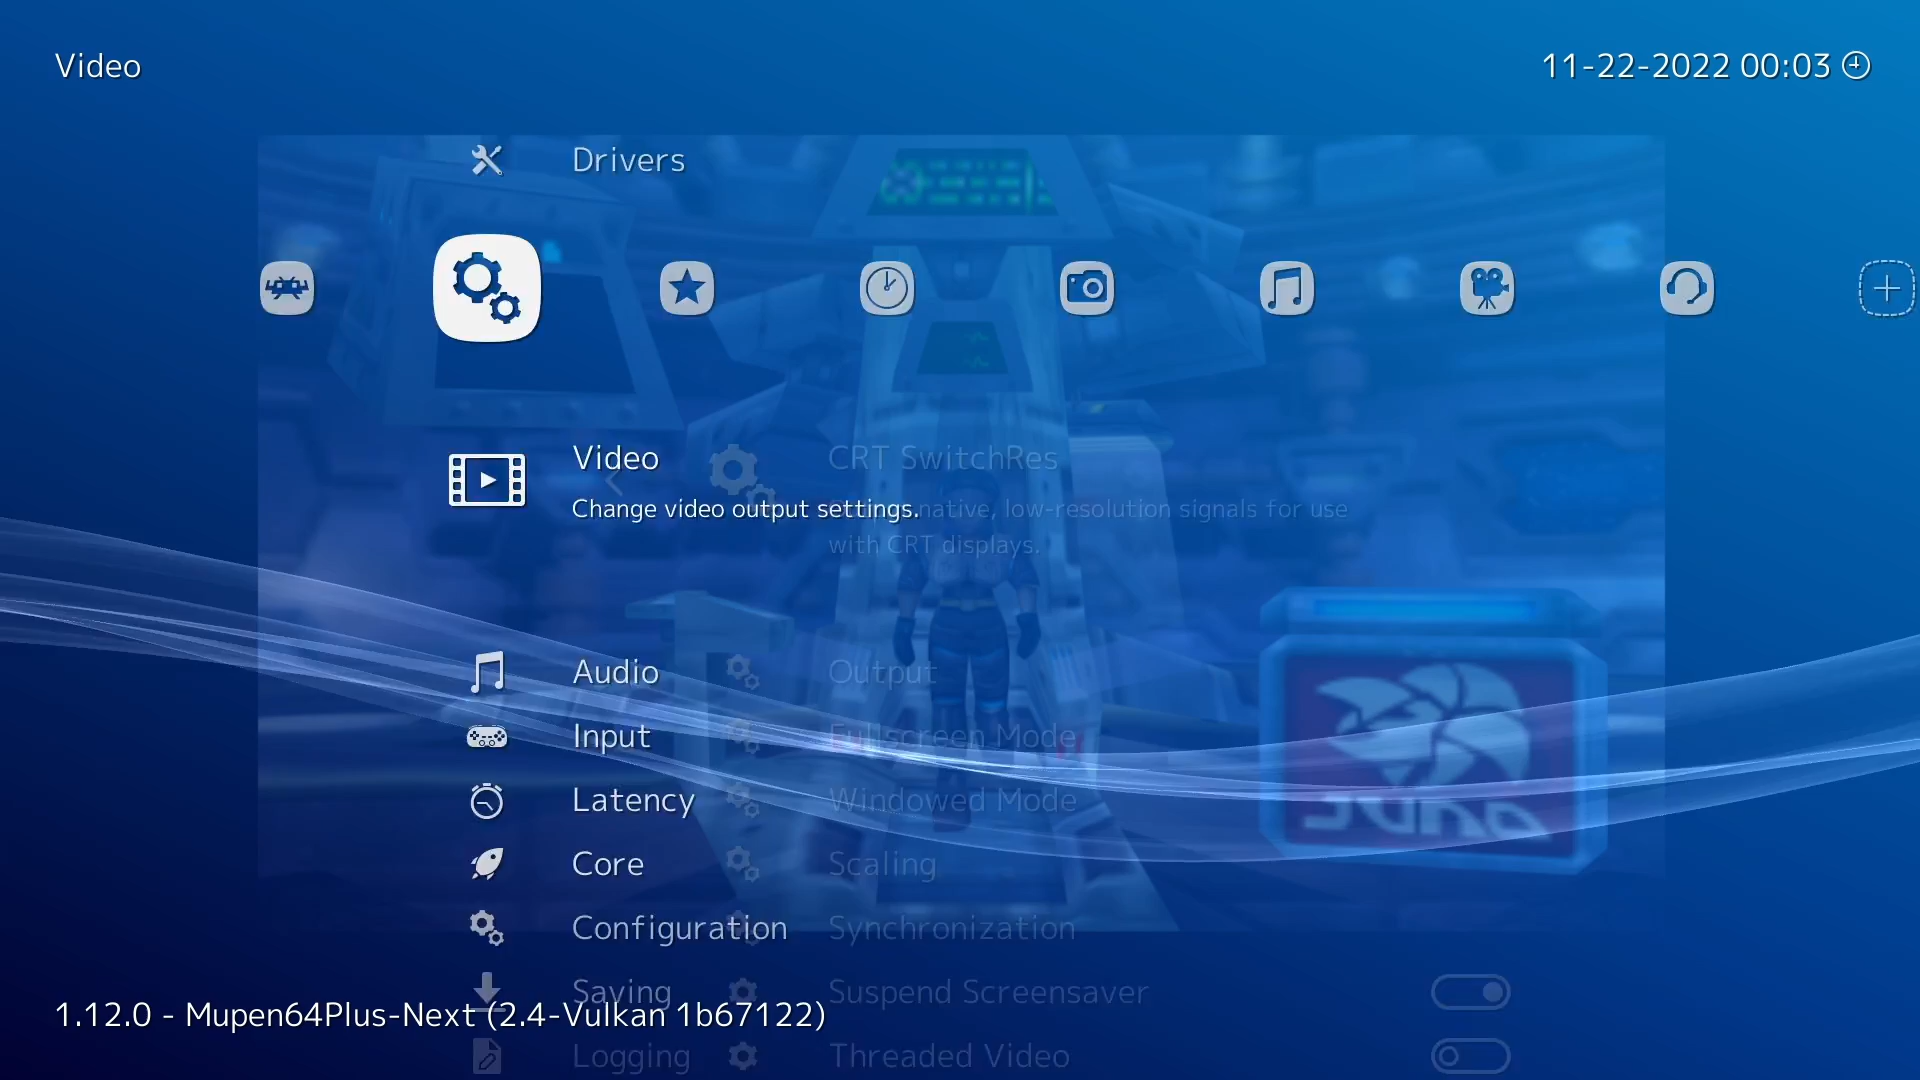 Video
11-22-2022 00:03
Drivers
Video
CRT SwitchRes
Change video output settings.
native, low-resolution signals for use
with CRT displays.
Audio
Output
Input
Fullscreen Mode
Latency
Windowed Mode
Core
Scaling
Configuration
Synchronization
Saving
Suspend Screensaver
1.12.0 - Mupen64Plus-Next (2.4-Vulkan 1b67122)
Logging
Threaded Video